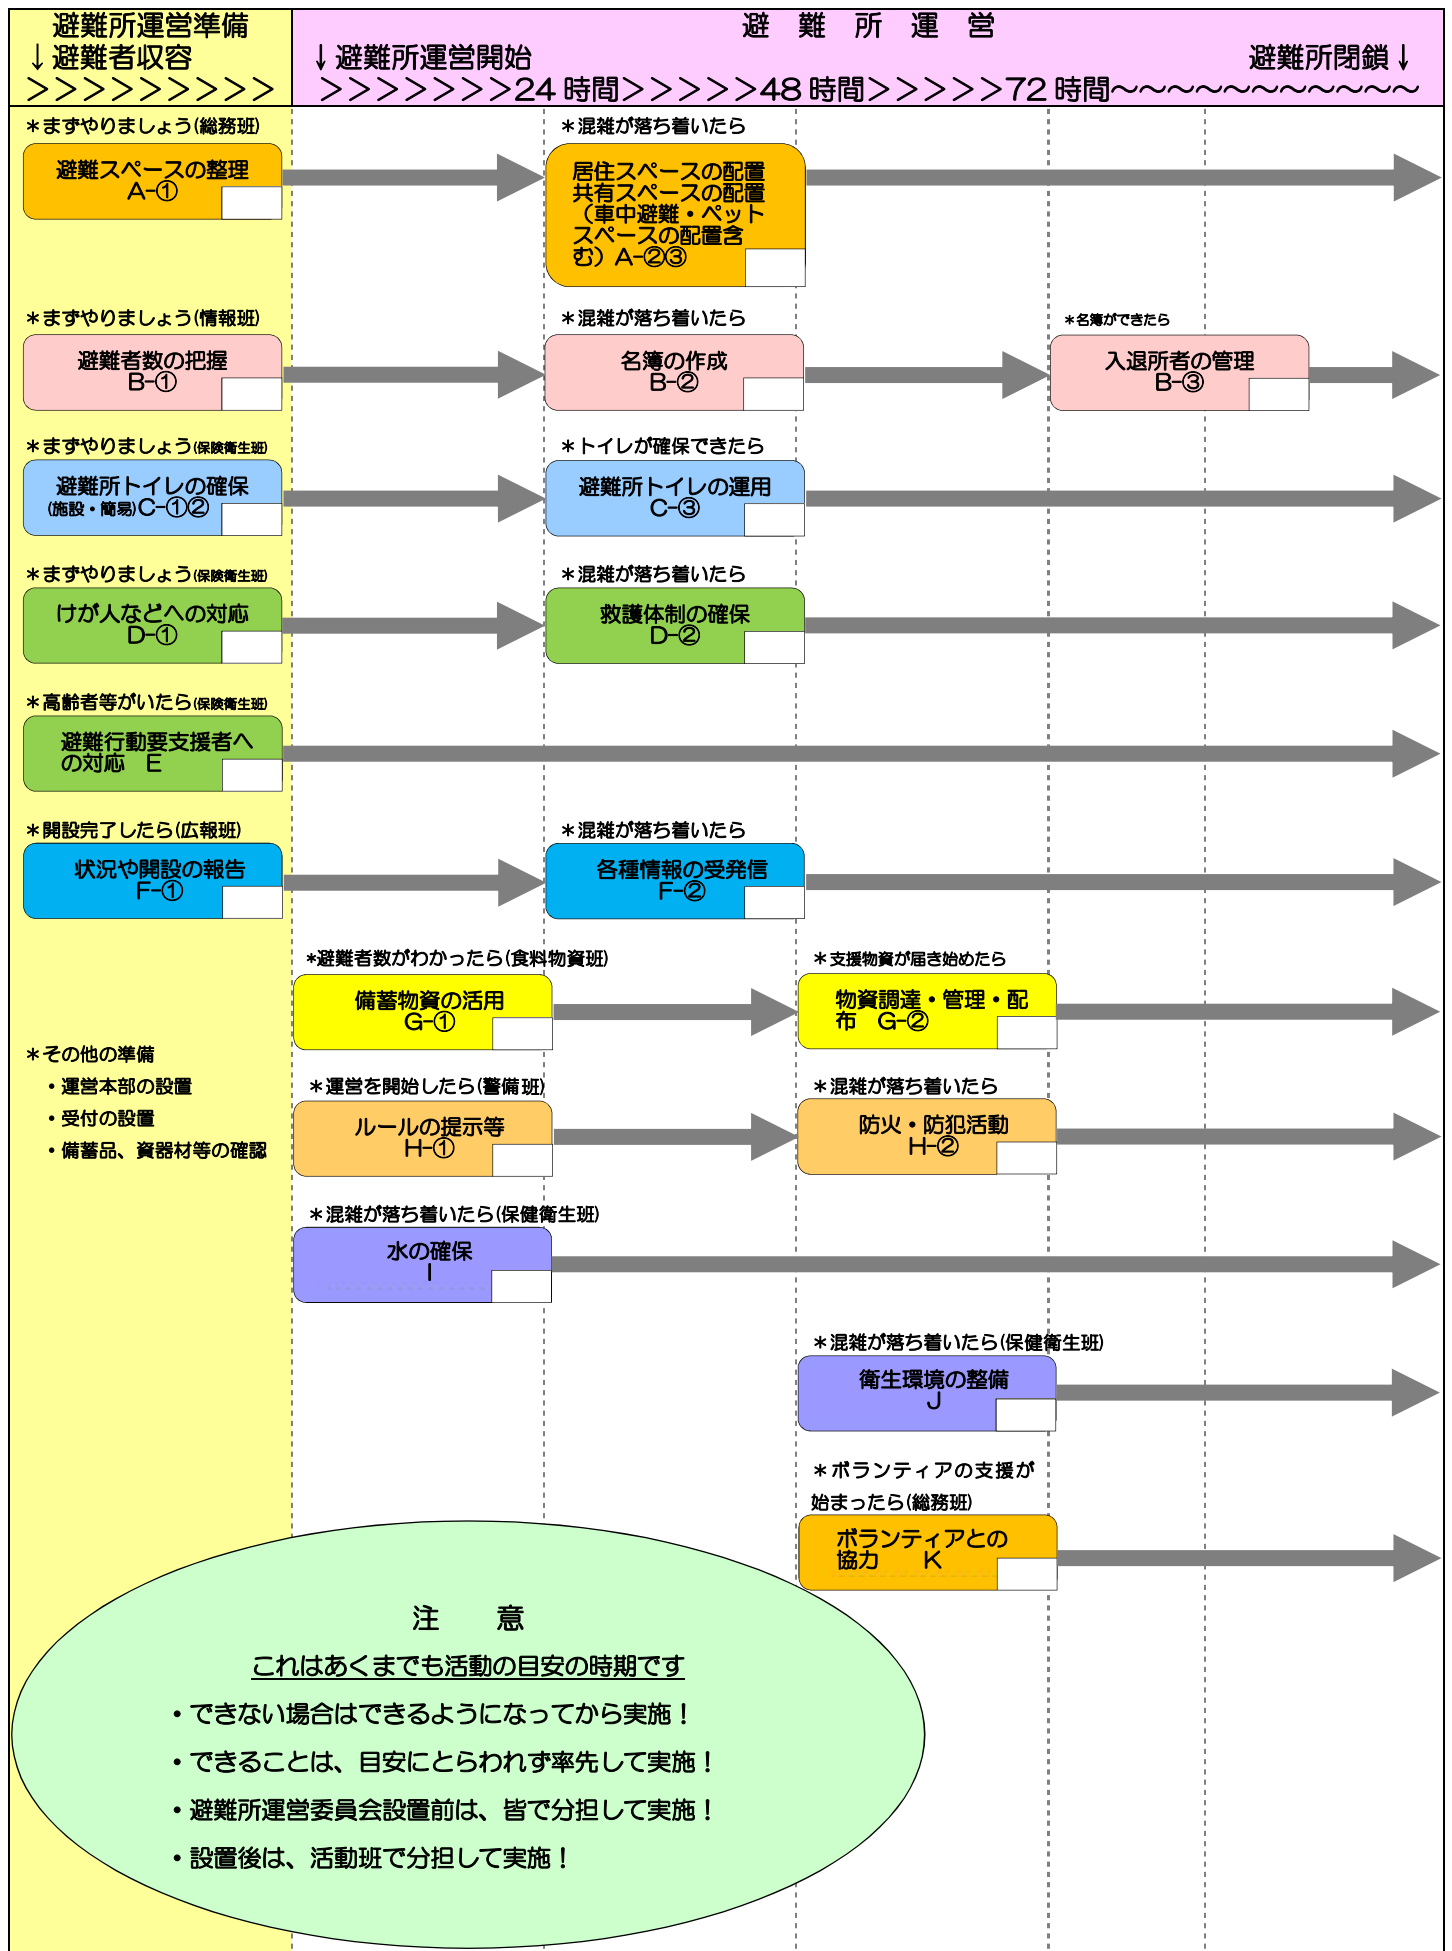 避難所運営準備
↓避難者収容
＞＞＞＞＞＞＞＞＞
避　難　所　運　営
↓避難所運営開始
避難所閉鎖↓
＞＞＞＞＞＞＞24 時間＞＞＞＞＞48 時間＞＞＞＞＞72 時間～～～～～～～～～～～
＊まずやりましょう(総務班)
避難スペースの整理
A-①
＊混雑が落ち着いたら
居住スペースの配置
共有スペースの配置
（車中避難・ペット
スペースの配置含
む）A-②③
＊まずやりましょう(情報班)
避難者数の把握
B-①
＊混雑が落ち着いたら
名簿の作成
B-②
＊名簿ができたら
入退所者の管理
B-③
＊まずやりましょう(保険衛生班)
避難所トイレの確保
(施設・簡易)C-①②
＊トイレが確保できたら
避難所トイレの運用
C-③
＊まずやりましょう(保険衛生班)
けが人などへの対応
D-①
＊混雑が落ち着いたら
救護体制の確保
D-②
＊高齢者等がいたら(保険衛生班)
避難行動要支援者へ
の対応　E
＊開設完了したら(広報班)
状況や開設の報告
F-①
＊混雑が落ち着いたら
各種情報の受発信
F-②
*避難者数がわかったら(食料物資班)
備蓄物資の活用
G-①
＊支援物資が届き始めたら
物資調達・管理・配
布　G-②
＊その他の準備
・運営本部の設置
・受付の設置
・備蓄品、資器材等の確認
＊運営を開始したら(警備班)
ルールの提示等
H-①
＊混雑が落ち着いたら
防火・防犯活動
H-②
＊混雑が落ち着いたら(保健衛生班)
水の確保
I
＊混雑が落ち着いたら(保健衛生班)
衛生環境の整備
J
＊ボランティアの支援が
始まったら(総務班)
ボランティアとの
協力　　K
注　　意
これはあくまでも活動の目安の時期です
・できない場合はできるようになってから実施！
・できることは、目安にとらわれず率先して実施！
・避難所運営委員会設置前は、皆で分担して実施！
・設置後は、活動班で分担して実施！